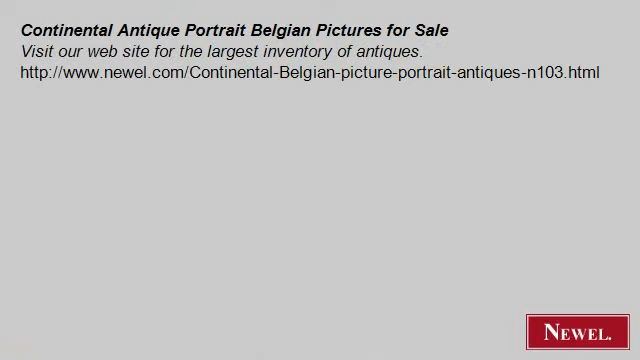 Continental Antique Portrait Belgian Pictures for Sale
Visit our web site for the largest inventory of antiques.
http://www.newel.com/Continental-Belgian-picture-portrait-antiques-n103.html
NEWEL.